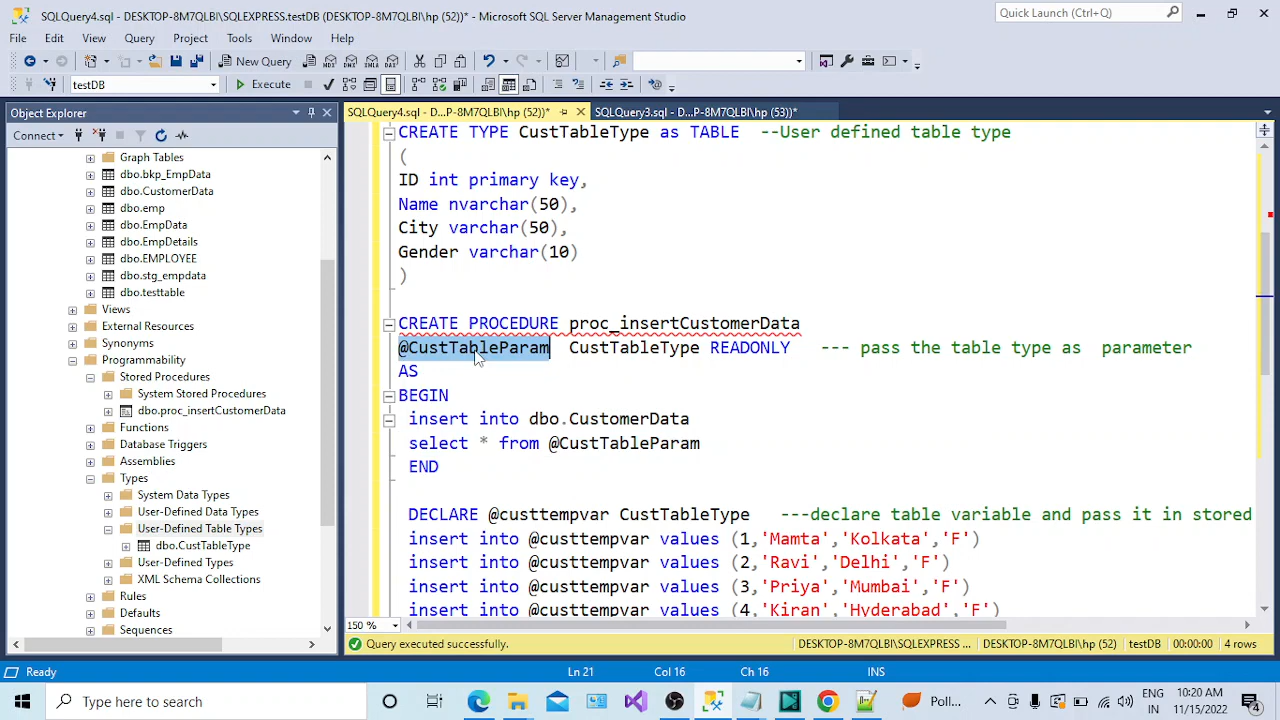 SQLQuery4.sql - DESKTOP-8M7QLBI\SQLEXPRESS.testDB (DESKTOP-8M7QLBI\hp (52))* - Microsoft SQL Server Management Studio
Quick Launch (Ctrl+Q)
File Edit View Query Project Tools Window Help
New Query
MDX DMX XMLA DAX
testDB
Execute
Object Explorer
SQLQuery4.sql - D...P-8M7QLBI\hp (52))*
SQLQuery3.sql - D...P-8M7QLBI\hp (53))*
Connect
Graph Tables
dbo.bkp_EmpData
dbo.CustomerData
dbo.emp
dbo.EmpData
dbo.EmpDetails
dbo.EMPLOYEE
dbo.stg_empdata
dbo.testtable
Views
External Resources
Synonyms
Programmability
Stored Procedures
System Stored Procedures
dbo.proc_insertCustomerData
Functions
Database Triggers
Assemblies
Types
System Data Types
User-Defined Data Types
User-Defined Table Types
dbo.CustTableType
User-Defined Types
XML Schema Collections
Rules
Defaults
Sequences
CREATE TYPE CustTableType as TABLE --User defined table type
(
ID int primary key,
Name nvarchar(50),
City varchar(50),
Gender varchar(10)
)
CREATE PROCEDURE proc_insertCustomerData
@CustTableParam CustTableType READONLY --- pass the table type as parameter
AS
BEGIN
insert into dbo.CustomerData
select * from @CustTableParam
END
DECLARE @custtempvar CustTableType ---declare table variable and pass it in stored
insert into @custtempvar values (1,'Mamta','Kolkata','F')
insert into @custtempvar values (2,'Ravi','Delhi','F')
insert into @custtempvar values (3,'Priya','Mumbai','F')
insert into @custtempvar values (4,'Kiran','Hyderabad','F')
150 %
Query executed successfully.
DESKTOP-8M7QLBI\SQLEXPRESS ...
DESKTOP-8M7QLBI\hp (52)
testDB
00:00:00
4 rows
Ready
Ln 21
Col 16
Ch 16
INS
Type here to search
Poll...
ENG
IN
10:20 AM
11/15/2022
4